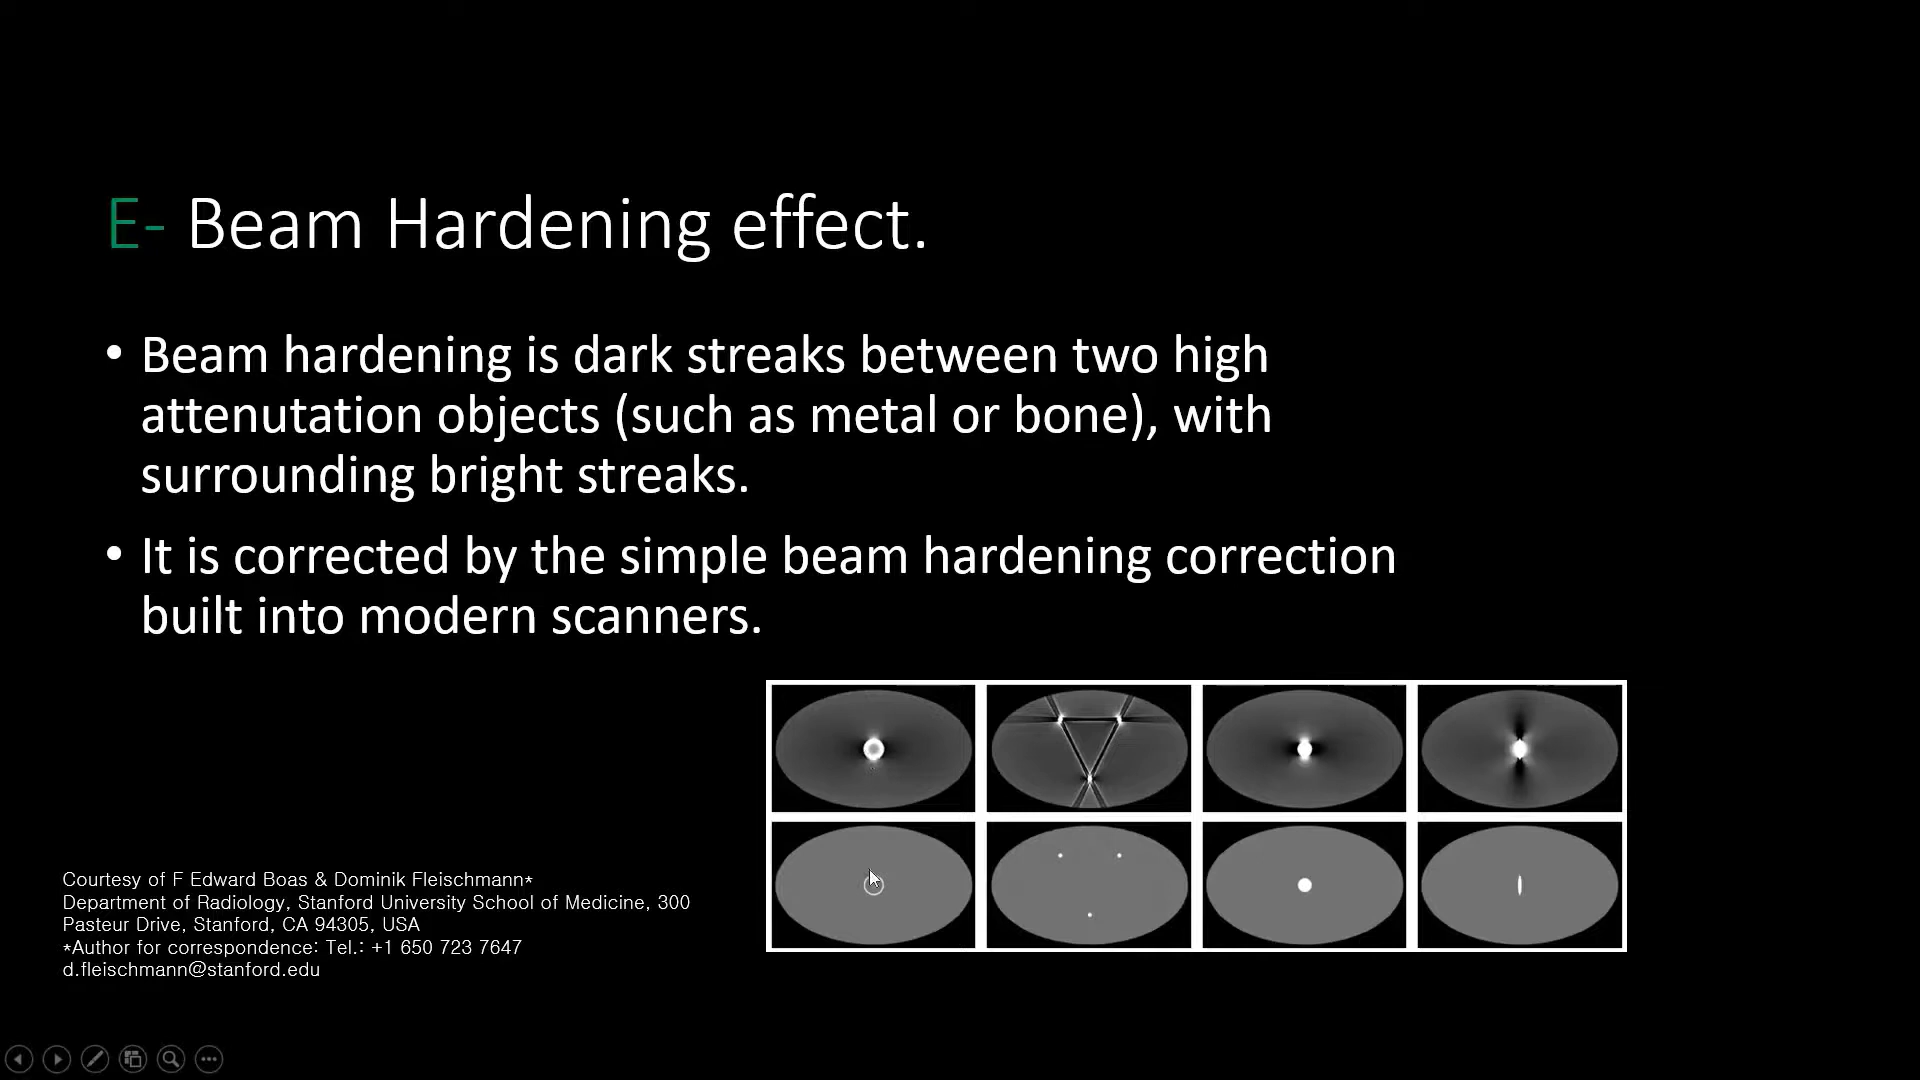 E- Beam Hardening effect.
• Beam hardening is dark streaks between two high
attenutation objects (such as metal or bone), with
surrounding bright streaks.
• It is corrected by the simple beam hardening correction
built into modern scanners.
Courtesy of F Edward Boas & Dominik Fleischmann*
Department of Radiology, Stanford University School of Medicine, 300
Pasteur Drive, Stanford, CA 94305, USA
*Author for correspondence: Tel.: +1 650 723 7647
d.fleischmann@stanford.edu